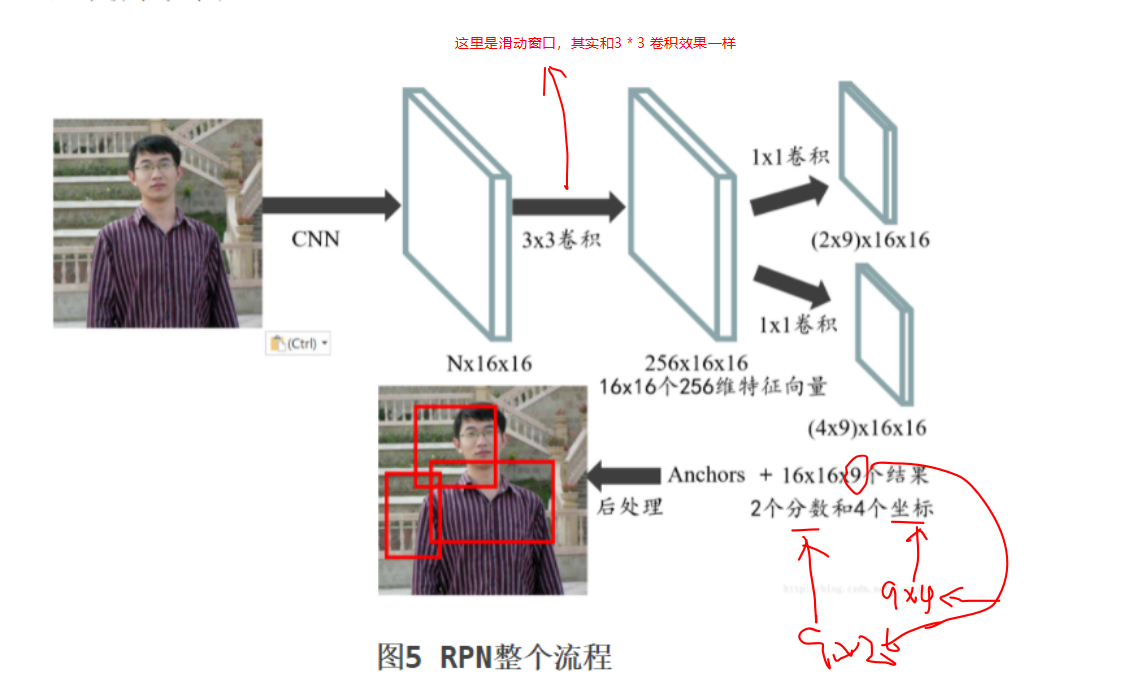 这里是滑动窗口，其实和3 * 3 卷积效果一样
CNN
3x3卷积
1x1卷积
(2x9)x16x16
1x1卷积
(Ctrl)
Nx16x16
256x16x16
16x16个256维特征向量
(4x9)x16x16
Anchors + 16x16x9个结果
后处理
2个分数和4个坐标
9x4
图5 RPN整个流程